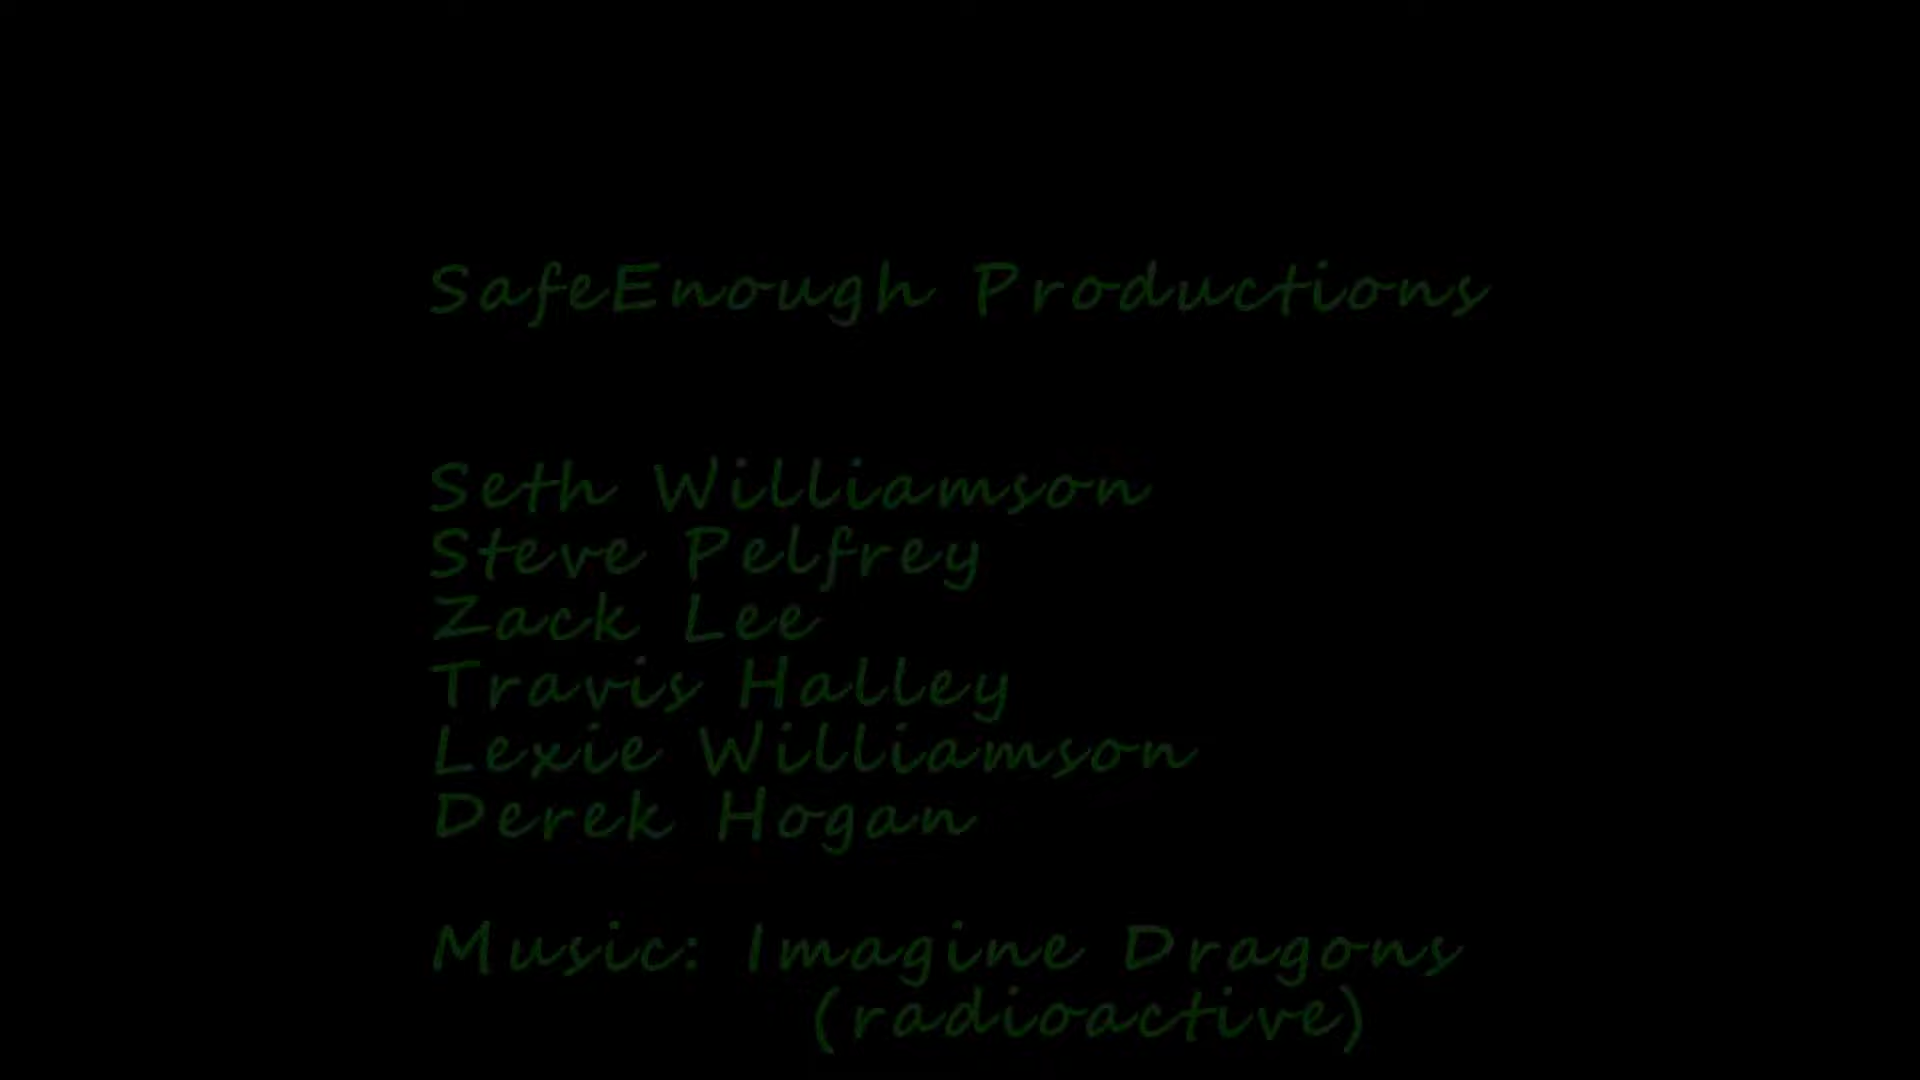 SafeEnough Productions
Seth Williamson
Steve Pelfrey
Zack Lee
Travis Halley
Lexie Williamson
Derek Hogan
Music: Imagine Dragons
(radioactive)